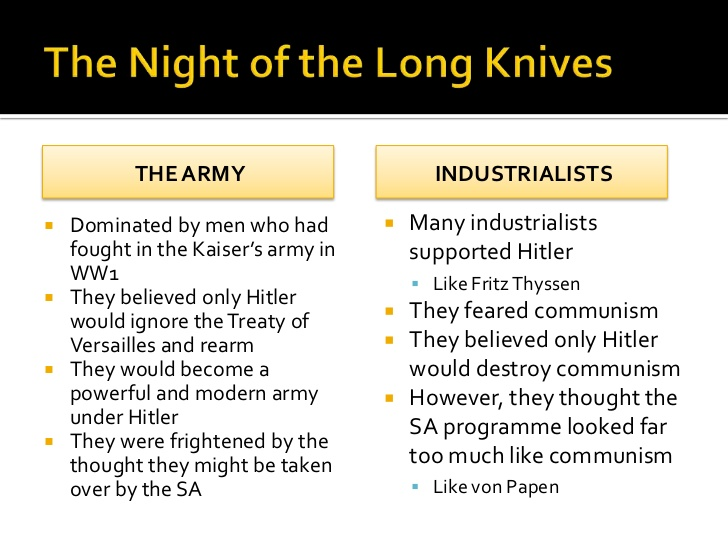 The Night of the Long Knives
THE ARMY
Dominated by men who had
fought in the Kaiser's army in
WW1
They believed only Hitler
would ignore the Treaty of
Versailles and rearm
They would become a
powerful and modern army
under Hitler
They were frightened by the
thought they might be taken
over by the SA
INDUSTRIALISTS
Many industrialists
supported Hitler
Like Fritz Thyssen
They feared communism
They believed only Hitler
would destroy communism
However, they thought the
SA programme looked far
too much like communism
Like von Papen